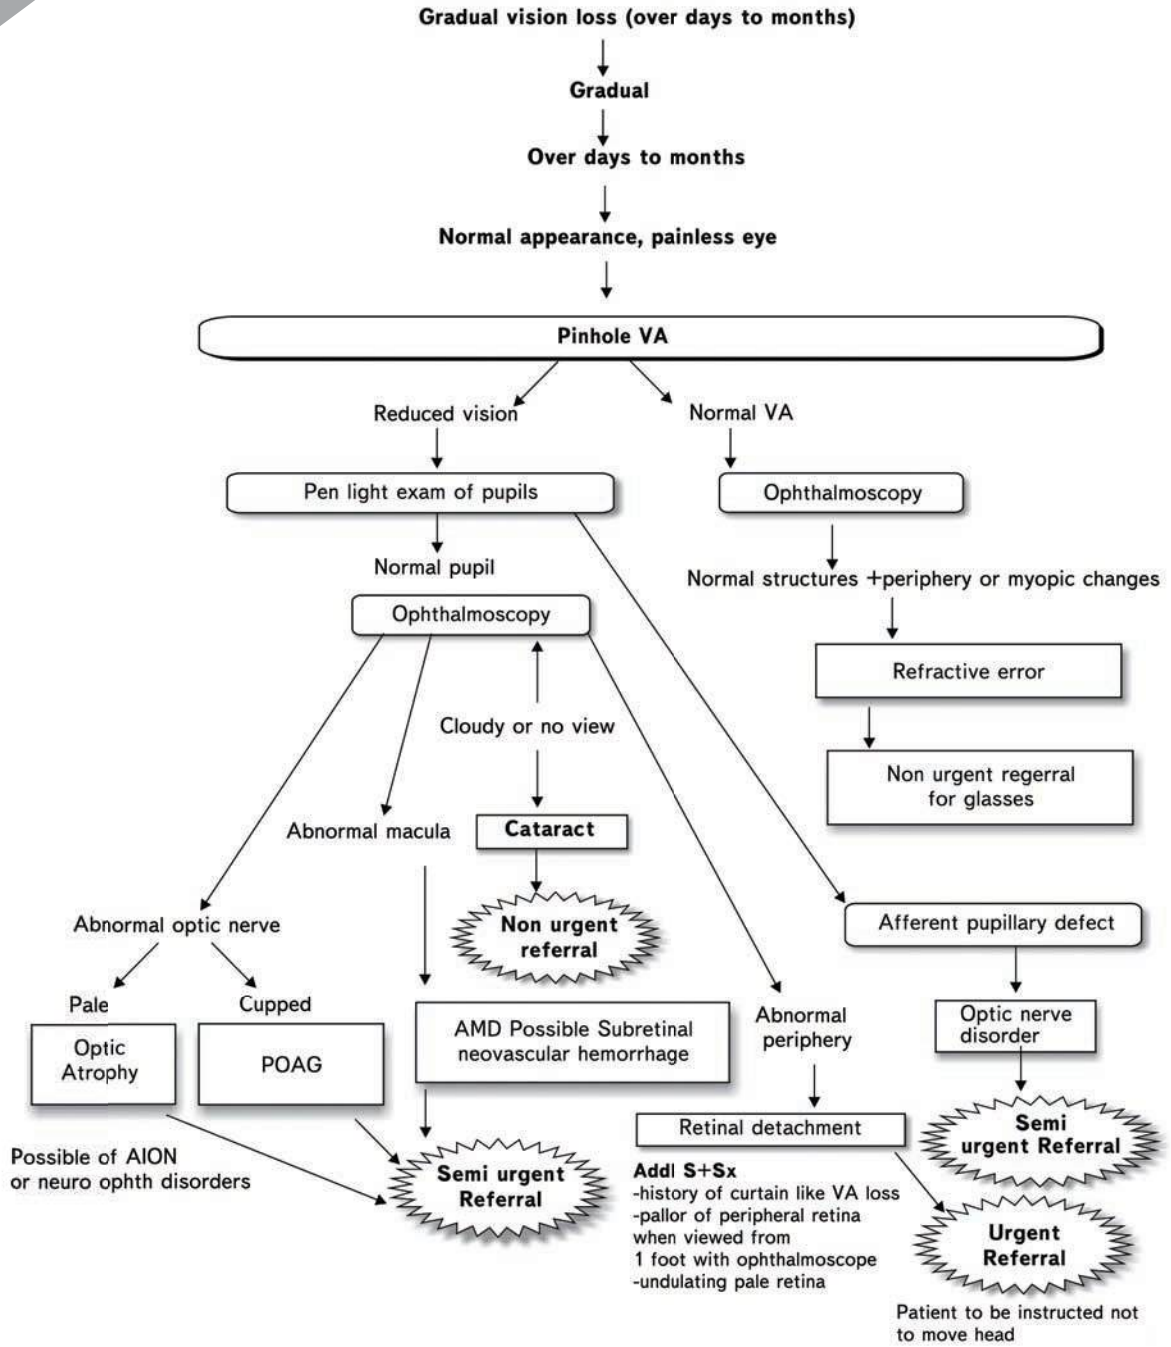 Gradual vision loss (over days to months)
Gradual
Over days to months
Normal appearance, painless eye
Pinhole VA
Reduced vision
Normal VA
Pen light exam of pupils
Ophthalmoscopy
Normal pupil
Normal structures +periphery or myopic changes
Ophthalmoscopy
Refractive error
Cloudy or no view
Non urgent regerral
for glasses
Abnormal macula
Cataract
Abnormal optic nerve
Non urgent
referral
Afferent pupillary defect
Pale
Cupped
Optic
Atrophy
POAG
AMD Possible Subretinal
neovascular hemorrhage
Abnormal
periphery
Optic nerve
disorder
Retinal detachment
Semi
urgent Referral
Possible of AION
or neuro ophth disorders
Semi urgent
Referral
Addl S+Sx
-history of curtain like VA loss
-pallor of peripheral retina
when viewed from
1 foot with ophthalmoscope
-undulating pale retina
Urgent
Referral
Patient to be instructed not
to move head